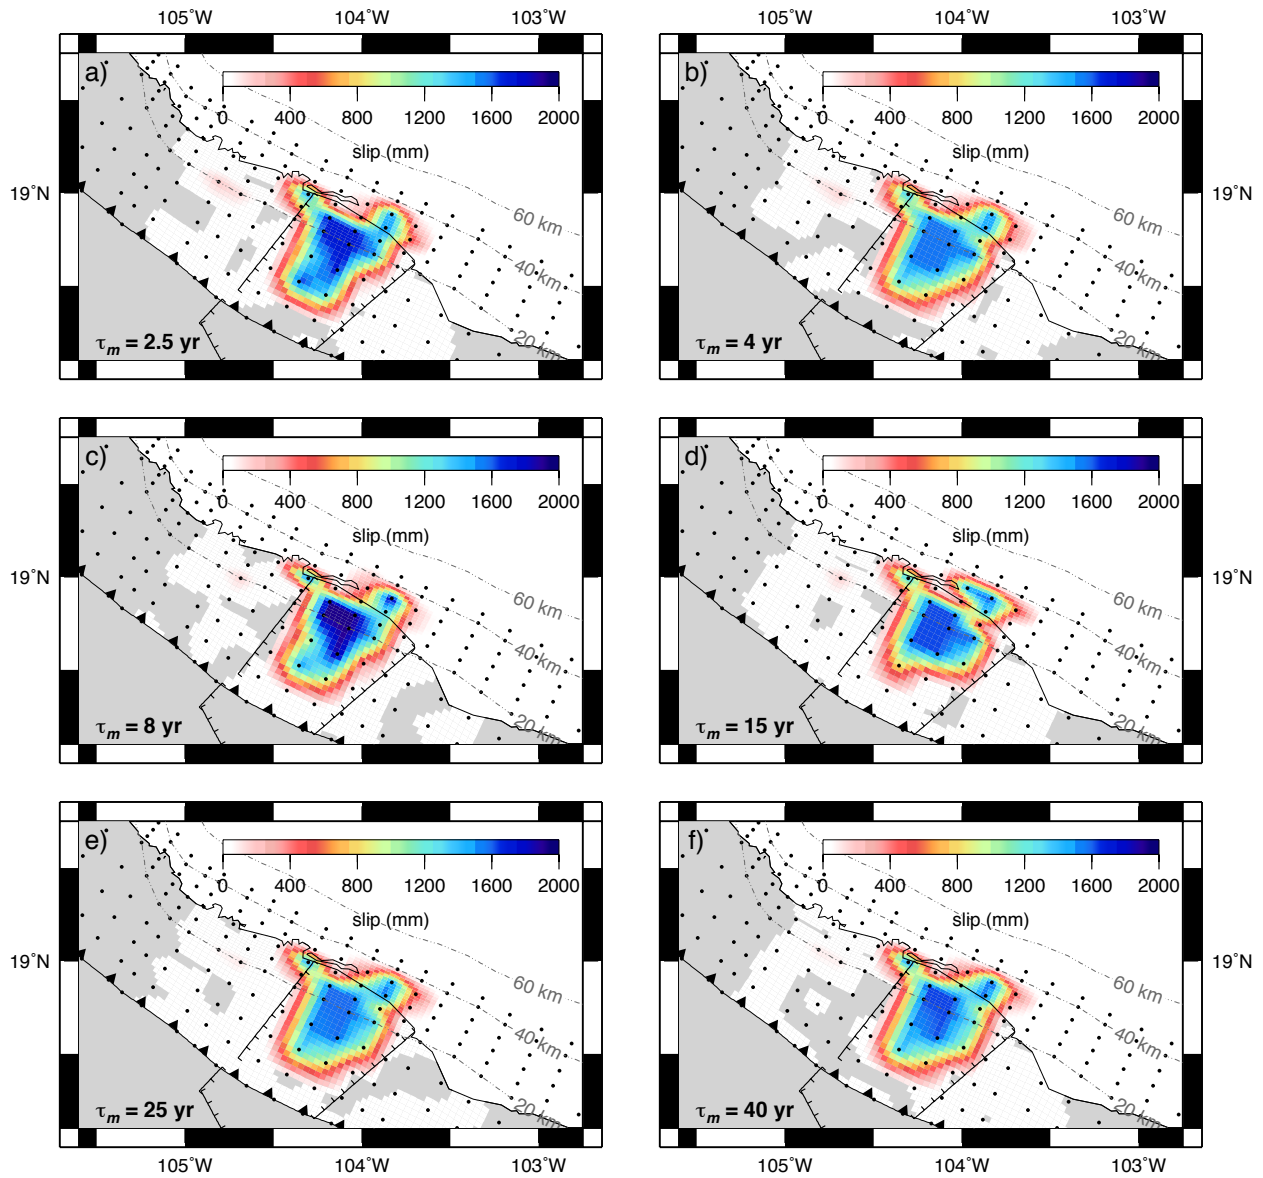 105˚W 104˚W 103˚W 105˚W 104˚W 103˚W
a)
0 400 800 1200 1600 2000
slip (mm)
19˚N
60 km
40 km
20 km
τm = 2.5 yr
b)
0 400 800 1200 1600 2000
slip (mm)
19˚N
60 km
40 km
20 km
τm = 4 yr
c)
0 400 800 1200 1600 2000
slip (mm)
19˚N
60 km
40 km
20 km
τm = 8 yr
d)
0 400 800 1200 1600 2000
slip (mm)
19˚N
60 km
40 km
20 km
τm = 15 yr
e)
0 400 800 1200 1600 2000
slip (mm)
19˚N
60 km
40 km
20 km
τm = 25 yr
f)
0 400 800 1200 1600 2000
slip (mm)
19˚N
60 km
40 km
20 km
τm = 40 yr
105˚W 104˚W 103˚W 105˚W 104˚W 103˚W